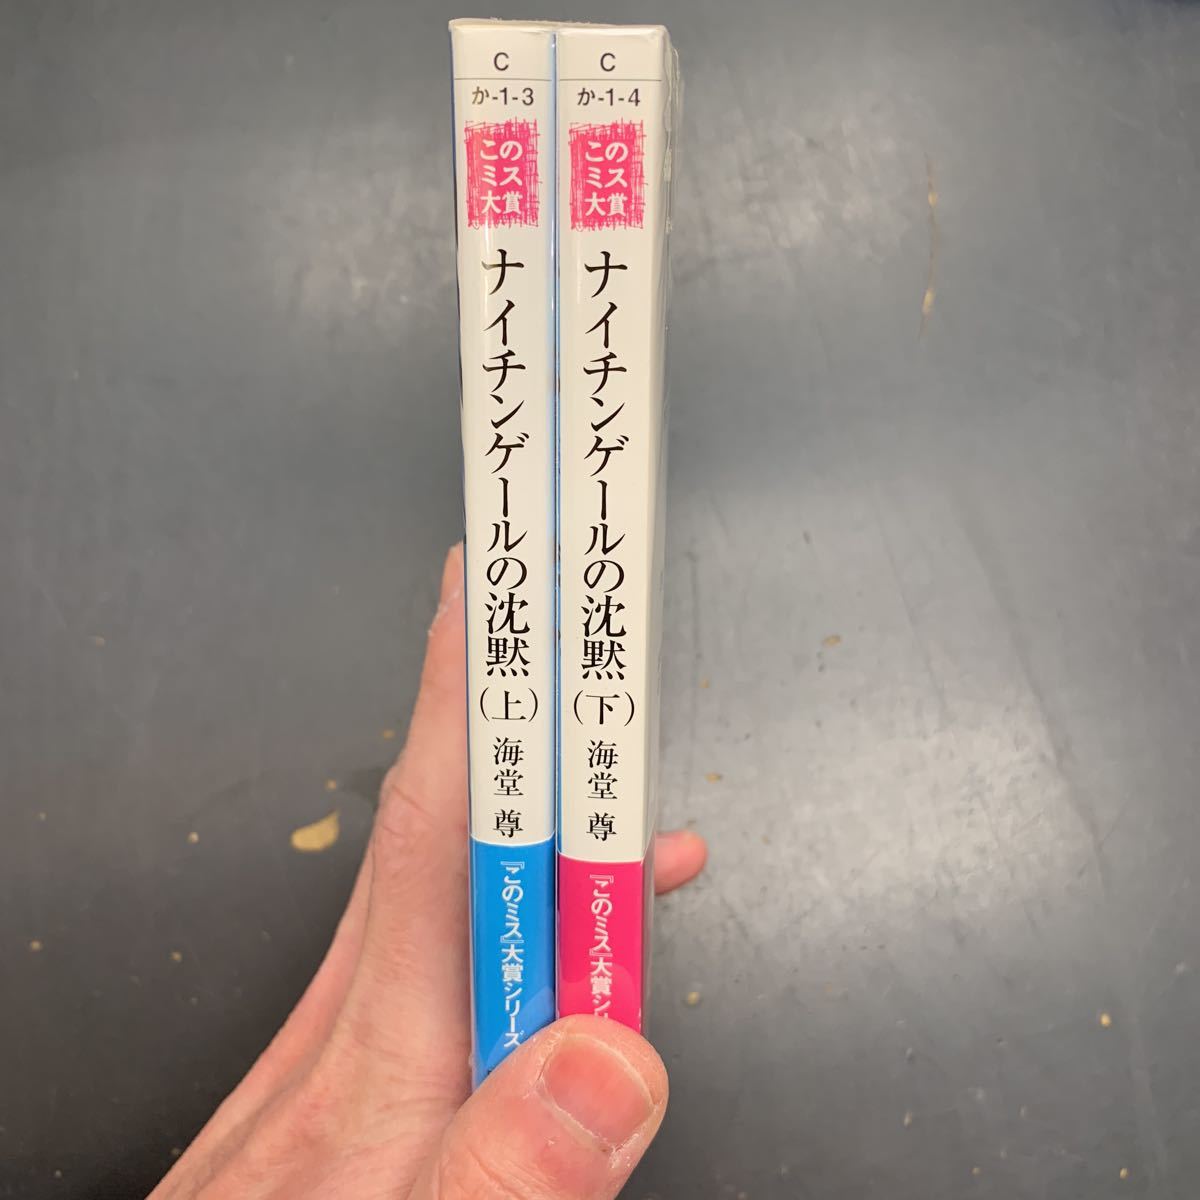 C
か-1-3
このミス大賞
ナイチンゲールの沈黙(上)
海堂 尊
『このミス』大賞シリーズ
C
か-1-4
このミス大賞
ナイチンゲールの沈黙(下)
海堂 尊
『このミス』大賞シリ